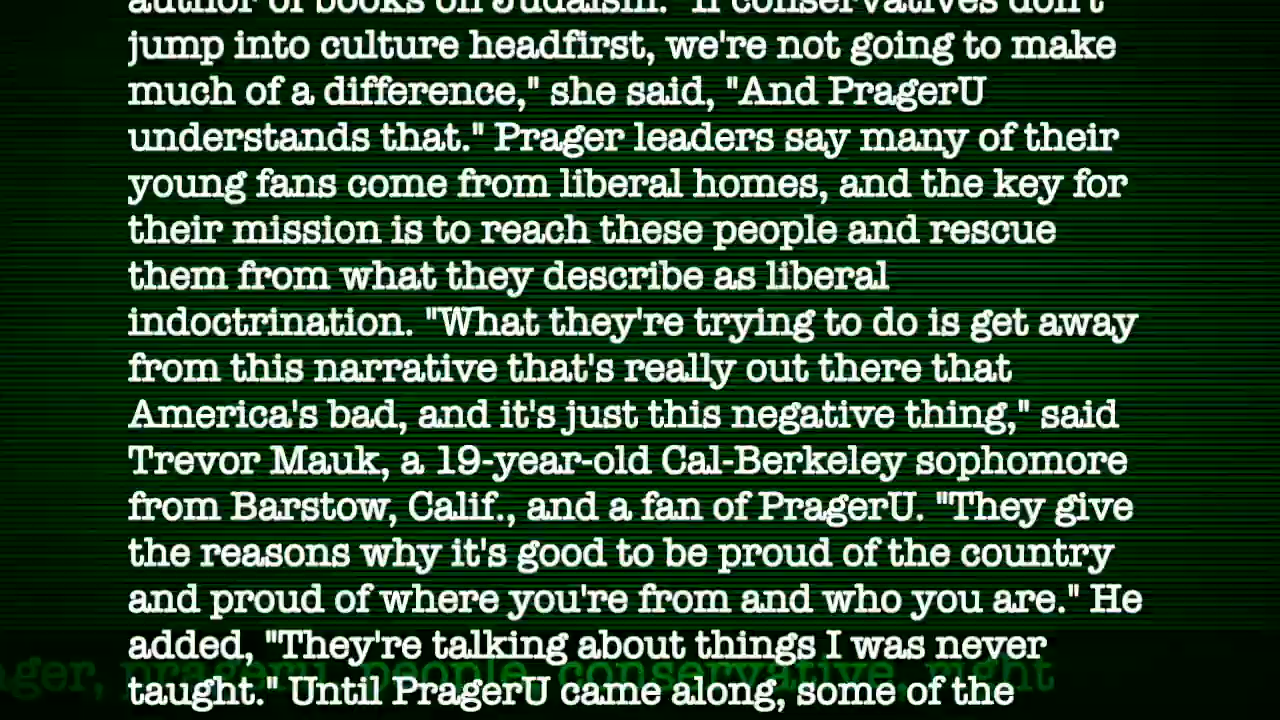 author of books on Judaism. "If conservatives don't
jump into culture headfirst, we're not going to make
much of a difference," she said, "And PragerU
understands that." Prager leaders say many of their
young fans come from liberal homes, and the key for
their mission is to reach these people and rescue
them from what they describe as liberal
indoctrination. "What they're trying to do is get away
from this narrative that's really out there that
America's bad, and it's just this negative thing," said
Trevor Mauk, a 19-year-old Cal-Berkeley sophomore
from Barstow, Calif., and a fan of PragerU. "They give
the reasons why it's good to be proud of the country
and proud of where you're from and who you are." He
added, "They're talking about things I was never
ager, prageru, people, conservative, right
taught." Until PragerU came along, some of the